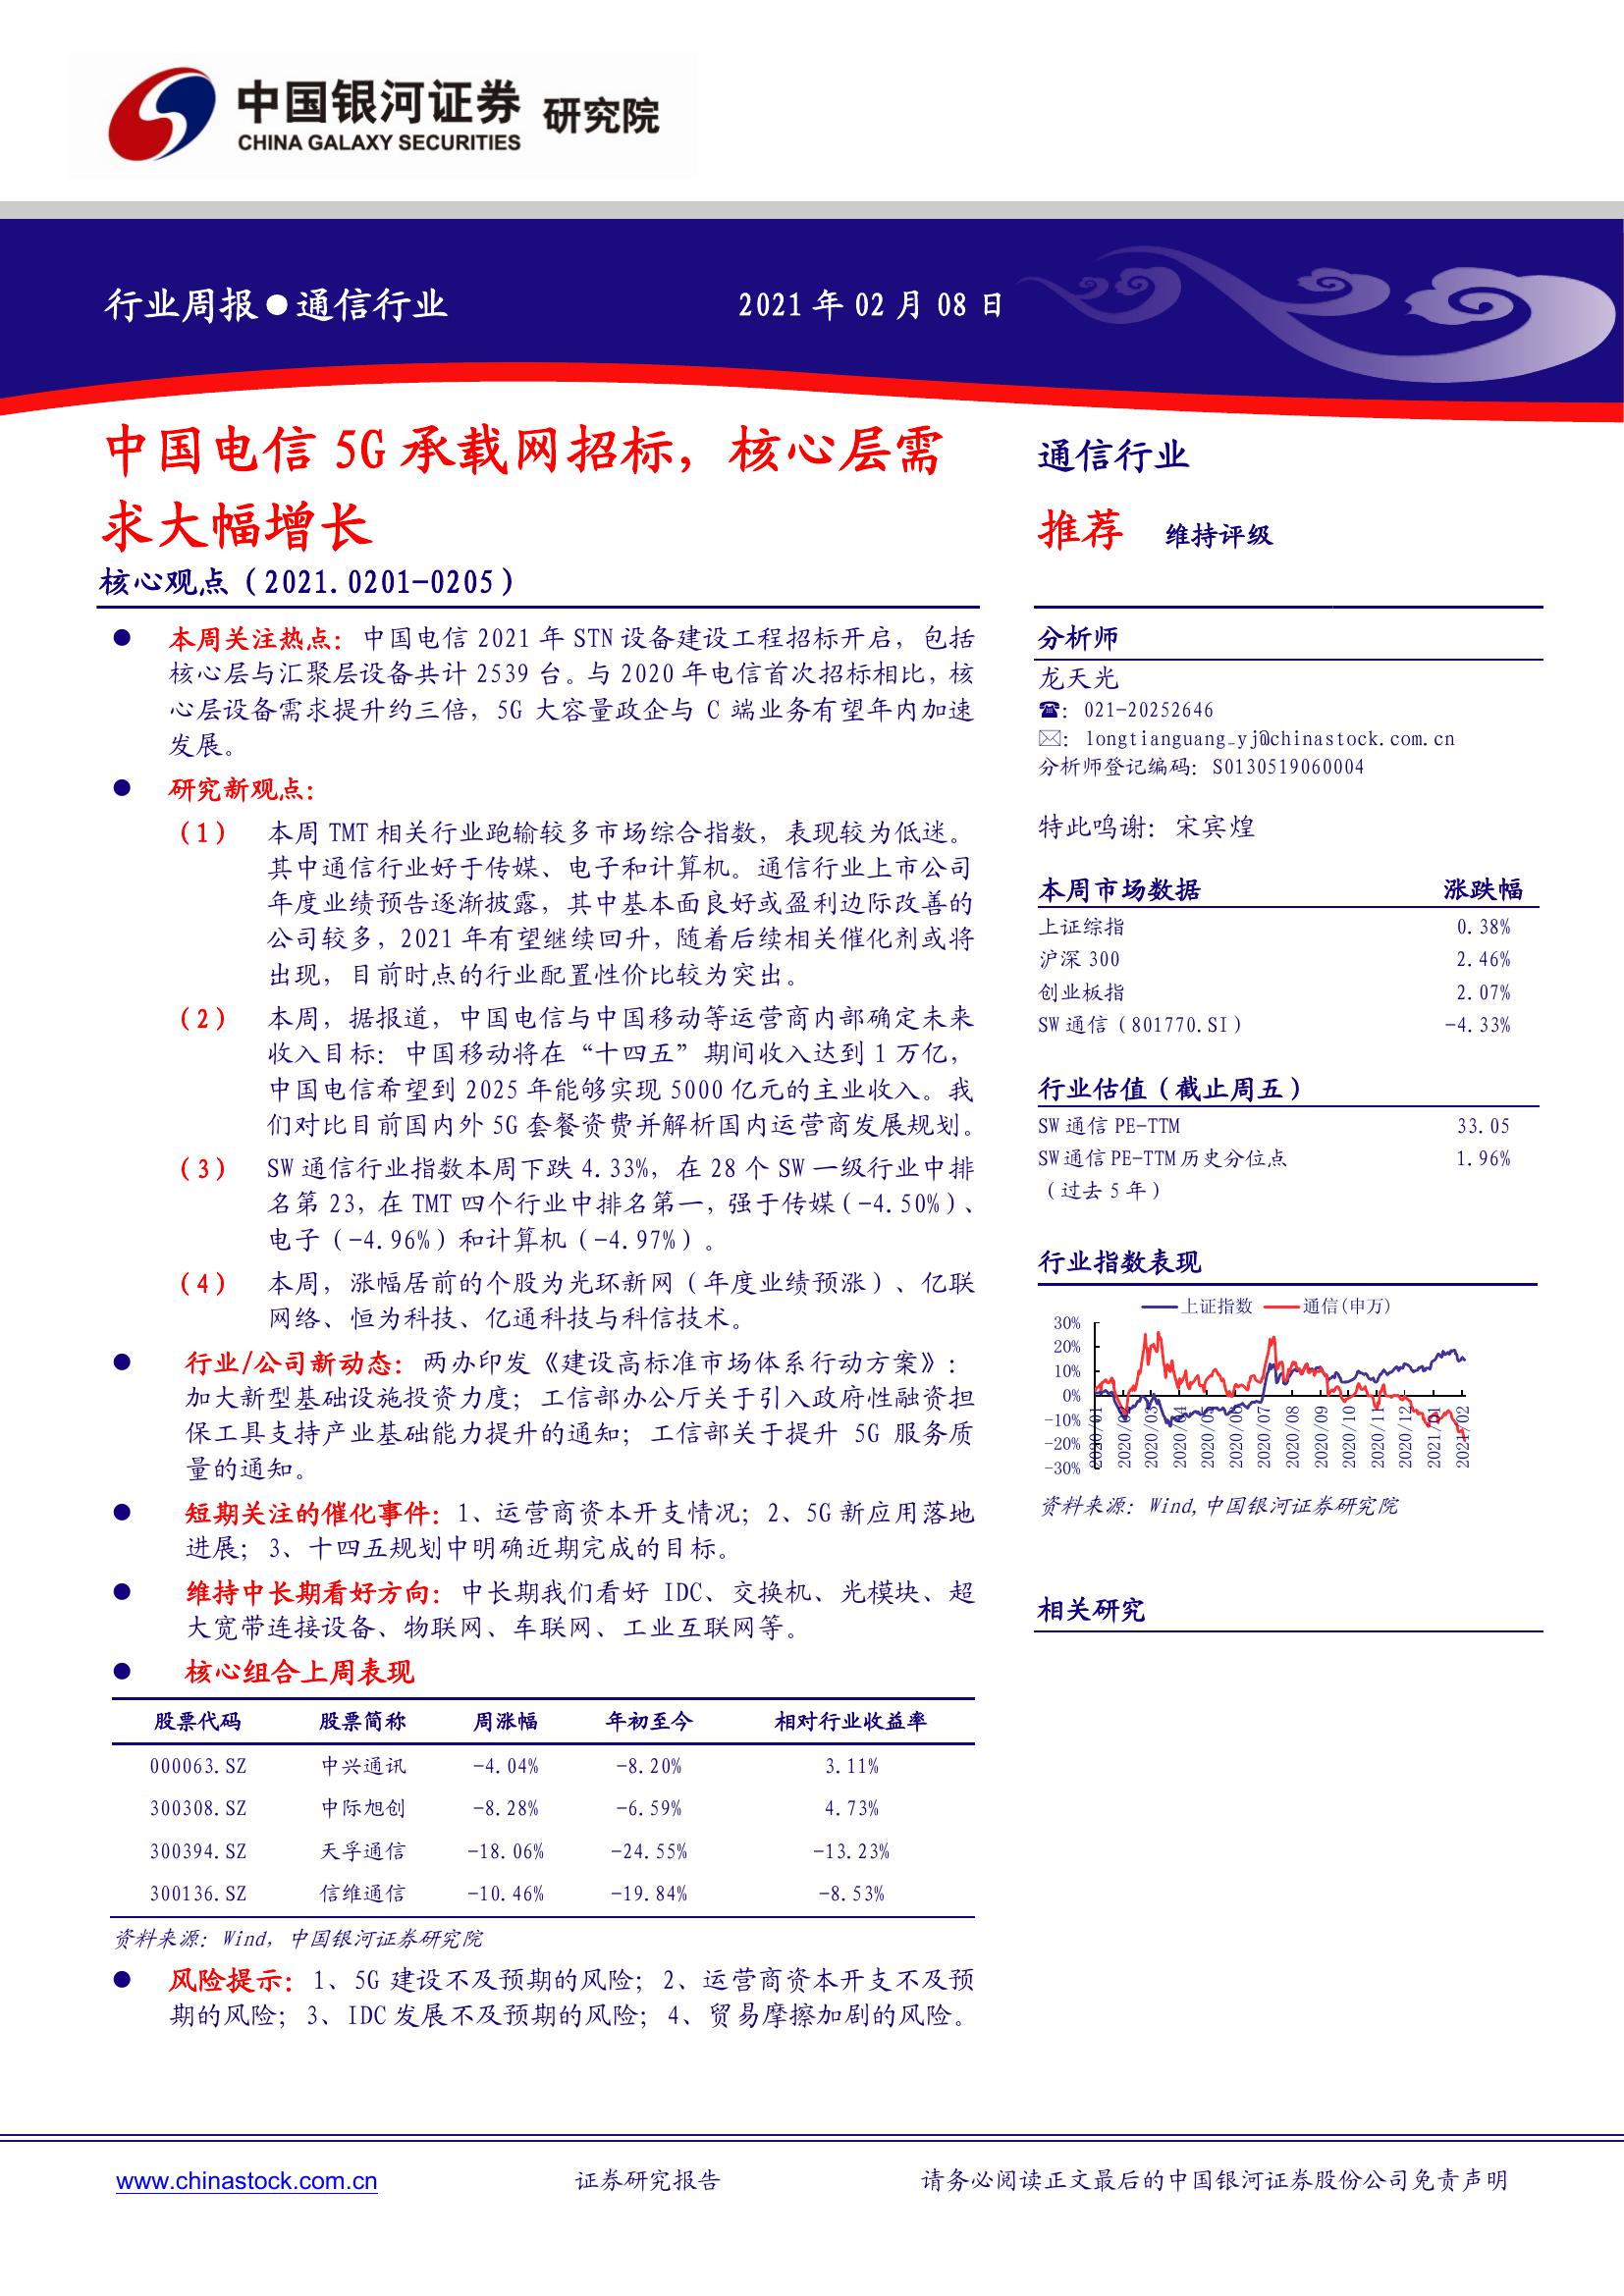 中国银河证券 研究院
CHINA GALAXY SECURITIES
行业周报●通信行业
2021 年 02 月 08 日
中国电信 5G 承载网招标，核心层需
求大幅增长
核心观点（2021.0201-0205）
● 本周关注热点：中国电信 2021 年 STN 设备建设工程招标开启，包括
核心层与汇聚层设备共计 2539 台。与 2020 年电信首次招标相比，核
心层设备需求提升约三倍，5G 大容量政企与 C 端业务有望年内加速
发展。
● 研究新观点：
（1） 本周 TMT 相关行业跑输较多市场综合指数，表现较为低迷。
其中通信行业好于传媒、电子和计算机。通信行业上市公司
年度业绩预告逐渐披露，其中基本面良好或盈利边际改善的
公司较多，2021 年有望继续回升，随着后续相关催化剂或将
出现，目前时点的行业配置性价比较为突出。
（2） 本周，据报道，中国电信与中国移动等运营商内部确定未来
收入目标：中国移动将在“十四五”期间收入达到 1 万亿，
中国电信希望到 2025 年能够实现 5000 亿元的主业收入。我
们对比目前国内外 5G 套餐资费并解析国内运营商发展规划。
（3） SW 通信行业指数本周下跌 4.33%，在 28 个 SW 一级行业中排
名第 23，在 TMT 四个行业中排名第一，强于传媒（-4.50%）、
电子（-4.96%）和计算机（-4.97%）。
（4） 本周，涨幅居前的个股为光环新网（年度业绩预涨）、亿联
网络、恒为科技、亿通科技与科信技术。
● 行业/公司新动态：两办印发《建设高标准市场体系行动方案》：
加大新型基础设施投资力度；工信部办公厅关于引入政府性融资担
保工具支持产业基础能力提升的通知；工信部关于提升 5G 服务质
量的通知。
● 短期关注的催化事件：1、运营商资本开支情况；2、5G 新应用落地
进展；3、十四五规划中明确近期完成的目标。
● 维持中长期看好方向：中长期我们看好 IDC、交换机、光模块、超
大宽带连接设备、物联网、车联网、工业互联网等。
● 核心组合上周表现
股票代码 股票简称 周涨幅 年初至今 相对行业收益率
000063.SZ 中兴通讯 -4.04% -8.20% 3.11%
300308.SZ 中际旭创 -8.28% -6.59% 4.73%
300394.SZ 天孚通信 -18.06% -24.55% -13.23%
300136.SZ 信维通信 -10.46% -19.84% -8.53%
资料来源：Wind，中国银河证券研究院
● 风险提示：1、5G 建设不及预期的风险；2、运营商资本开支不及预
期的风险；3、IDC 发展不及预期的风险；4、贸易摩擦加剧的风险。
通信行业
推荐 维持评级
分析师
龙天光
☎：021-20252646
✉：longtianguang_yj@chinastock.com.cn
分析师登记编码：S0130519060004
特此鸣谢：宋宾煌
本周市场数据 涨跌幅
上证综指 0.38%
沪深 300 2.46%
创业板指 2.07%
SW 通信（801770.SI） -4.33%
行业估值（截止周五）
SW 通信 PE-TTM 33.05
SW 通信 PE-TTM 历史分位点 1.96%
（过去 5 年）
行业指数表现
上证指数 通信(申万)
30%
20%
10%
0%
-10%
-20%
-30%
2020/01 2020/02 2020/03 2020/04 2020/05 2020/06 2020/07 2020/08 2020/09 2020/10 2020/11 2020/12 2021/01 2021/02
资料来源：Wind,中国银河证券研究院
相关研究
www.chinastock.com.cn 证券研究报告 请务必阅读正文最后的中国银河证券股份公司免责声明